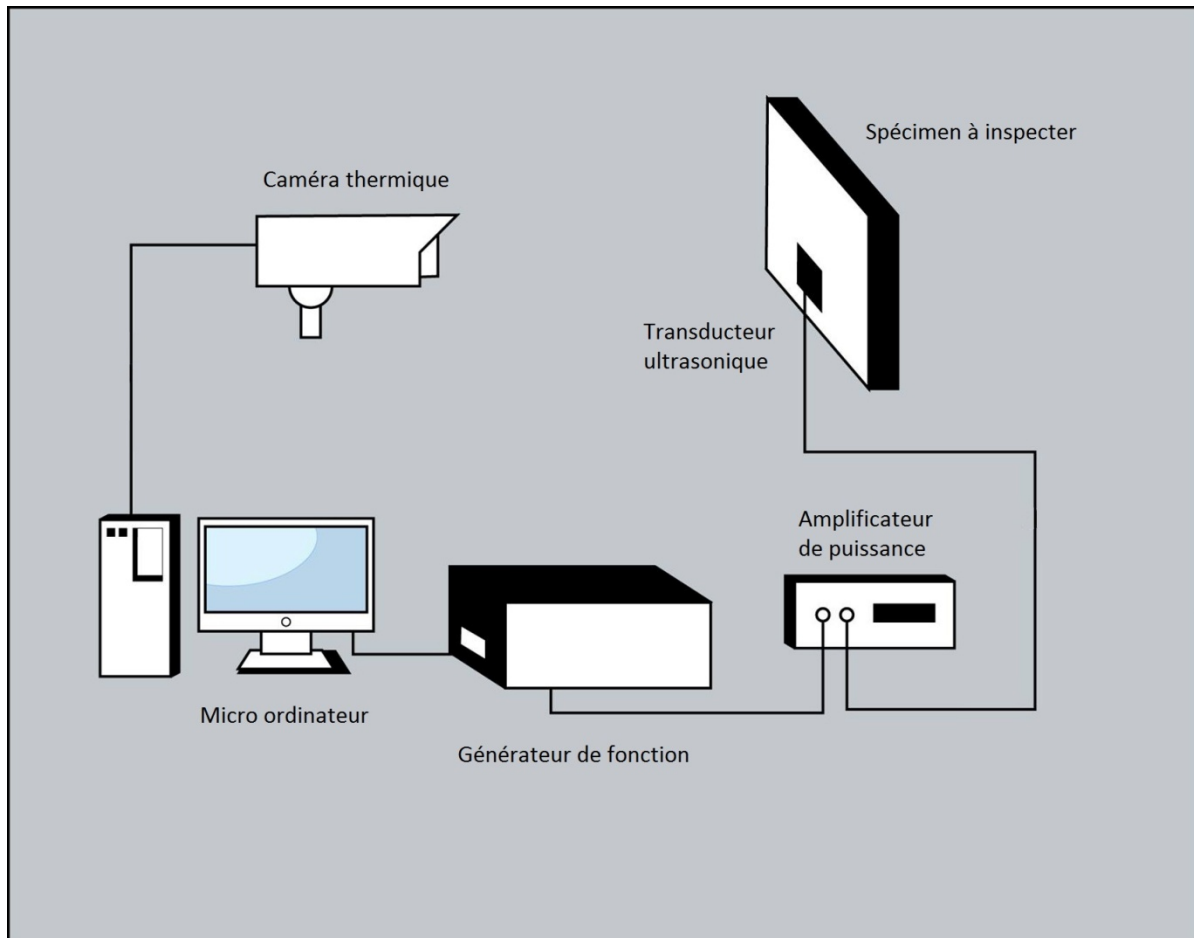 Spécimen à inspecter
Caméra thermique
Transducteur
ultrasonique
Amplificateur
de puissance
Micro ordinateur
Générateur de fonction